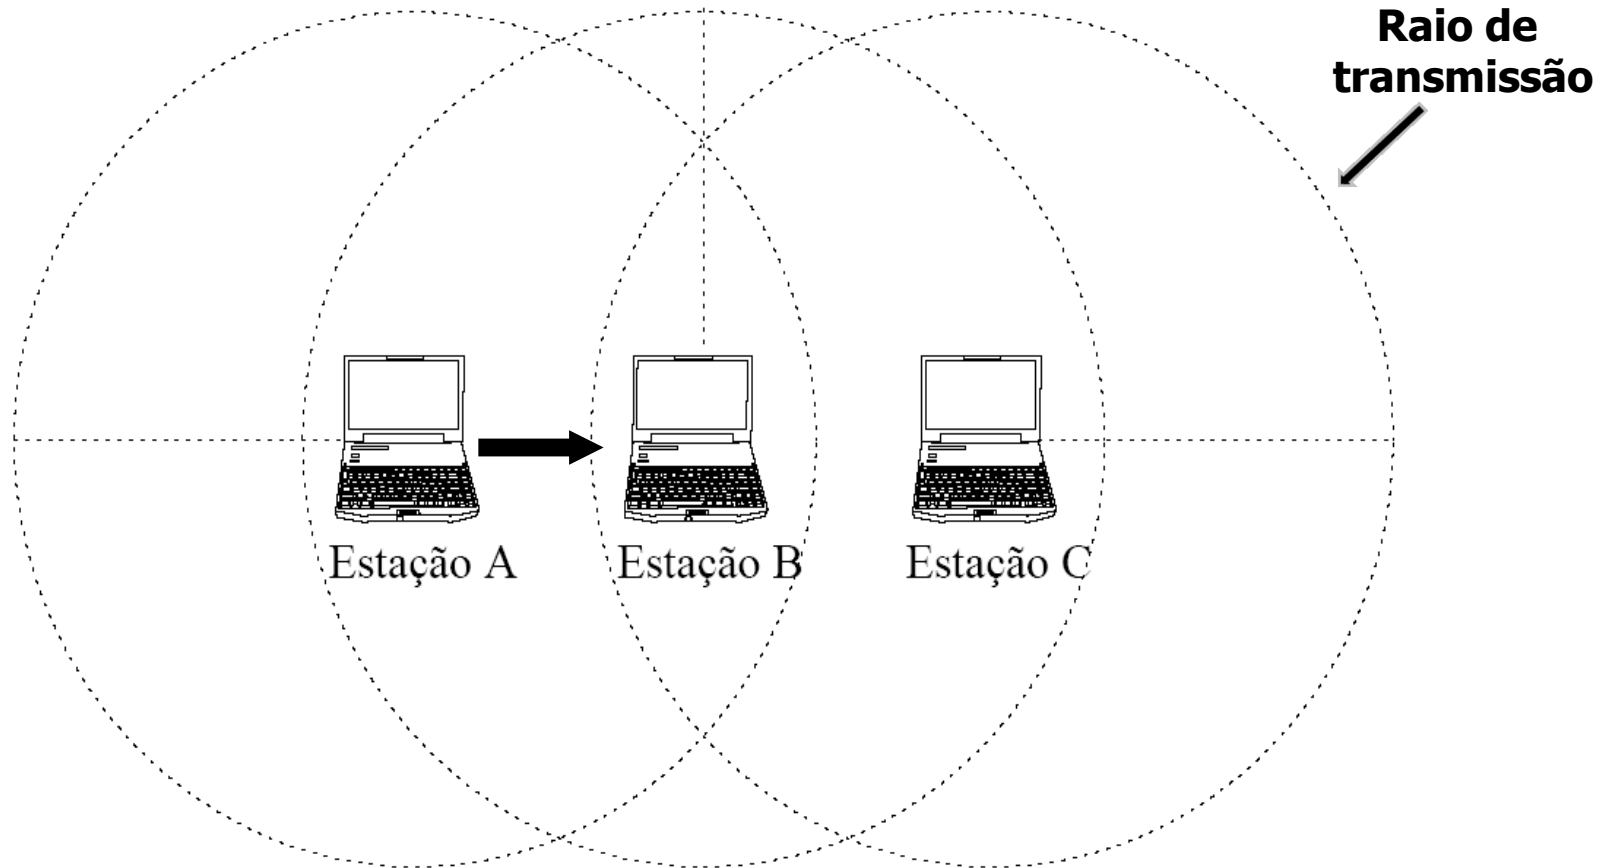 Raio de
transmissão
Estação A
Estação B
Estação C